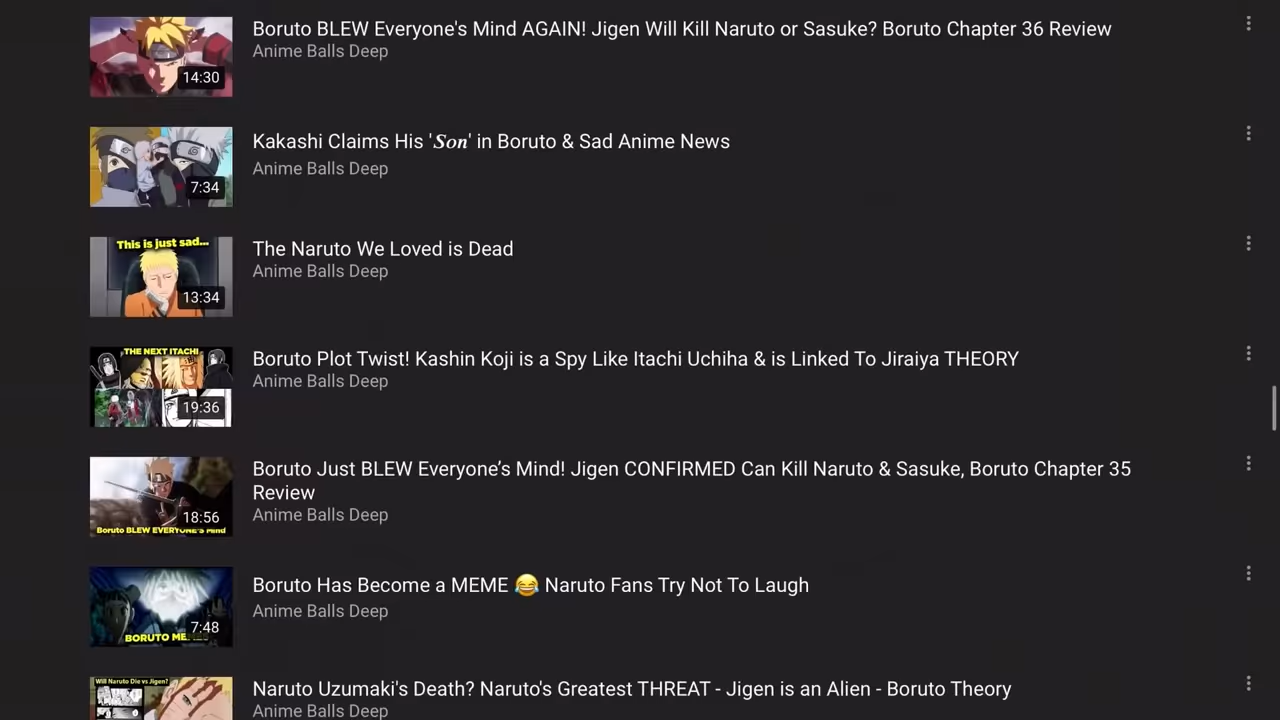 Boruto BLEW Everyone's Mind AGAIN! Jigen Will Kill Naruto or Sasuke? Boruto Chapter 36 Review
Anime Balls Deep
14:30
Kakashi Claims His 'Son' in Boruto & Sad Anime News
Anime Balls Deep
7:34
This is just sad...
The Naruto We Loved is Dead
Anime Balls Deep
13:34
THE NEXT ITACHI
Boruto Plot Twist! Kashin Koji is a Spy Like Itachi Uchiha & is Linked To Jiraiya THEORY
Anime Balls Deep
19:36
Boruto Just BLEW Everyone’s Mind! Jigen CONFIRMED Can Kill Naruto & Sasuke, Boruto Chapter 35
Review
Anime Balls Deep
18:56
Boruto BLEW EVERYONE'S Mind
Boruto Has Become a MEME 😂 Naruto Fans Try Not To Laugh
Anime Balls Deep
7:48
BORUTO
Will Naruto Die vs Jigen?
Naruto Uzumaki's Death? Naruto's Greatest THREAT - Jigen is an Alien - Boruto Theory
Anime Balls Deep